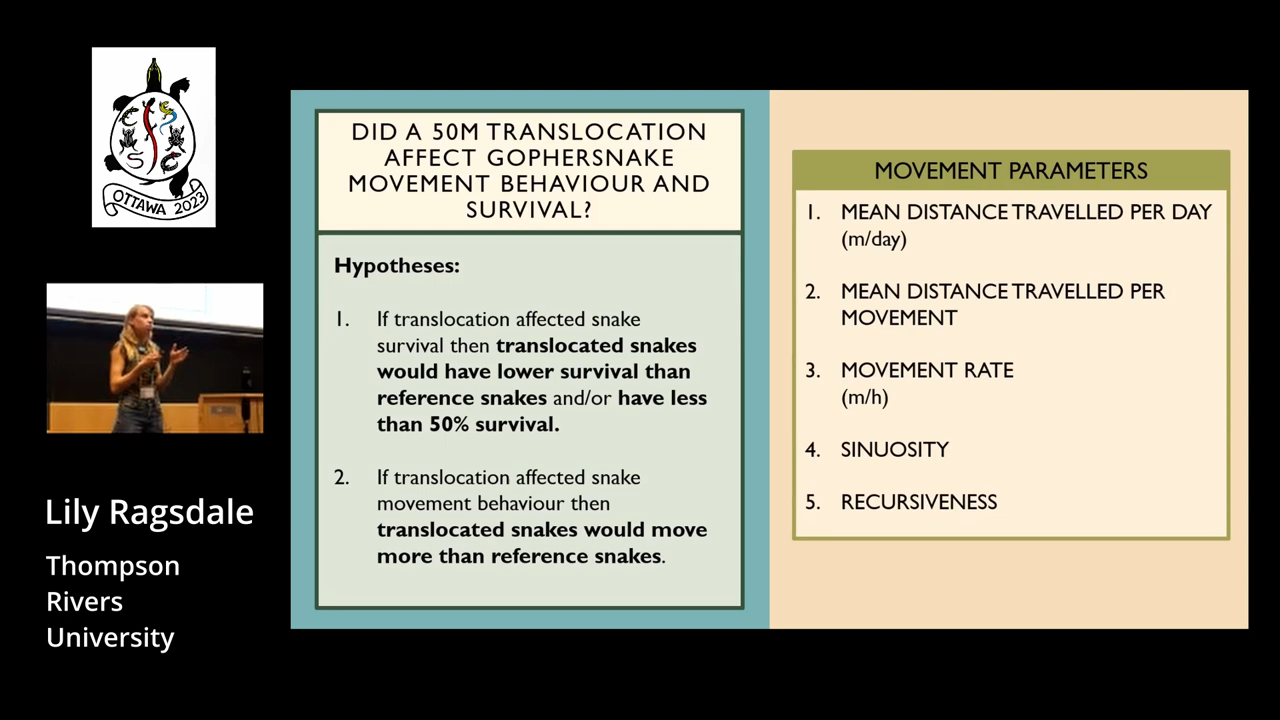 OTTAWA 2023
C
S
S
C
Lily Ragsdale
Thompson
Rivers
University
DID A 50M TRANSLOCATION
AFFECT GOPHERSNAKE
MOVEMENT BEHAVIOUR AND
SURVIVAL?
Hypotheses:
1. If translocation affected snake
survival then translocated snakes
would have lower survival than
reference snakes and/or have less
than 50% survival.
2. If translocation affected snake
movement behaviour then
translocated snakes would move
more than reference snakes.
MOVEMENT PARAMETERS
1. MEAN DISTANCE TRAVELLED PER DAY
(m/day)
2. MEAN DISTANCE TRAVELLED PER
MOVEMENT
3. MOVEMENT RATE
(m/h)
4. SINUOSITY
5. RECURSIVENESS